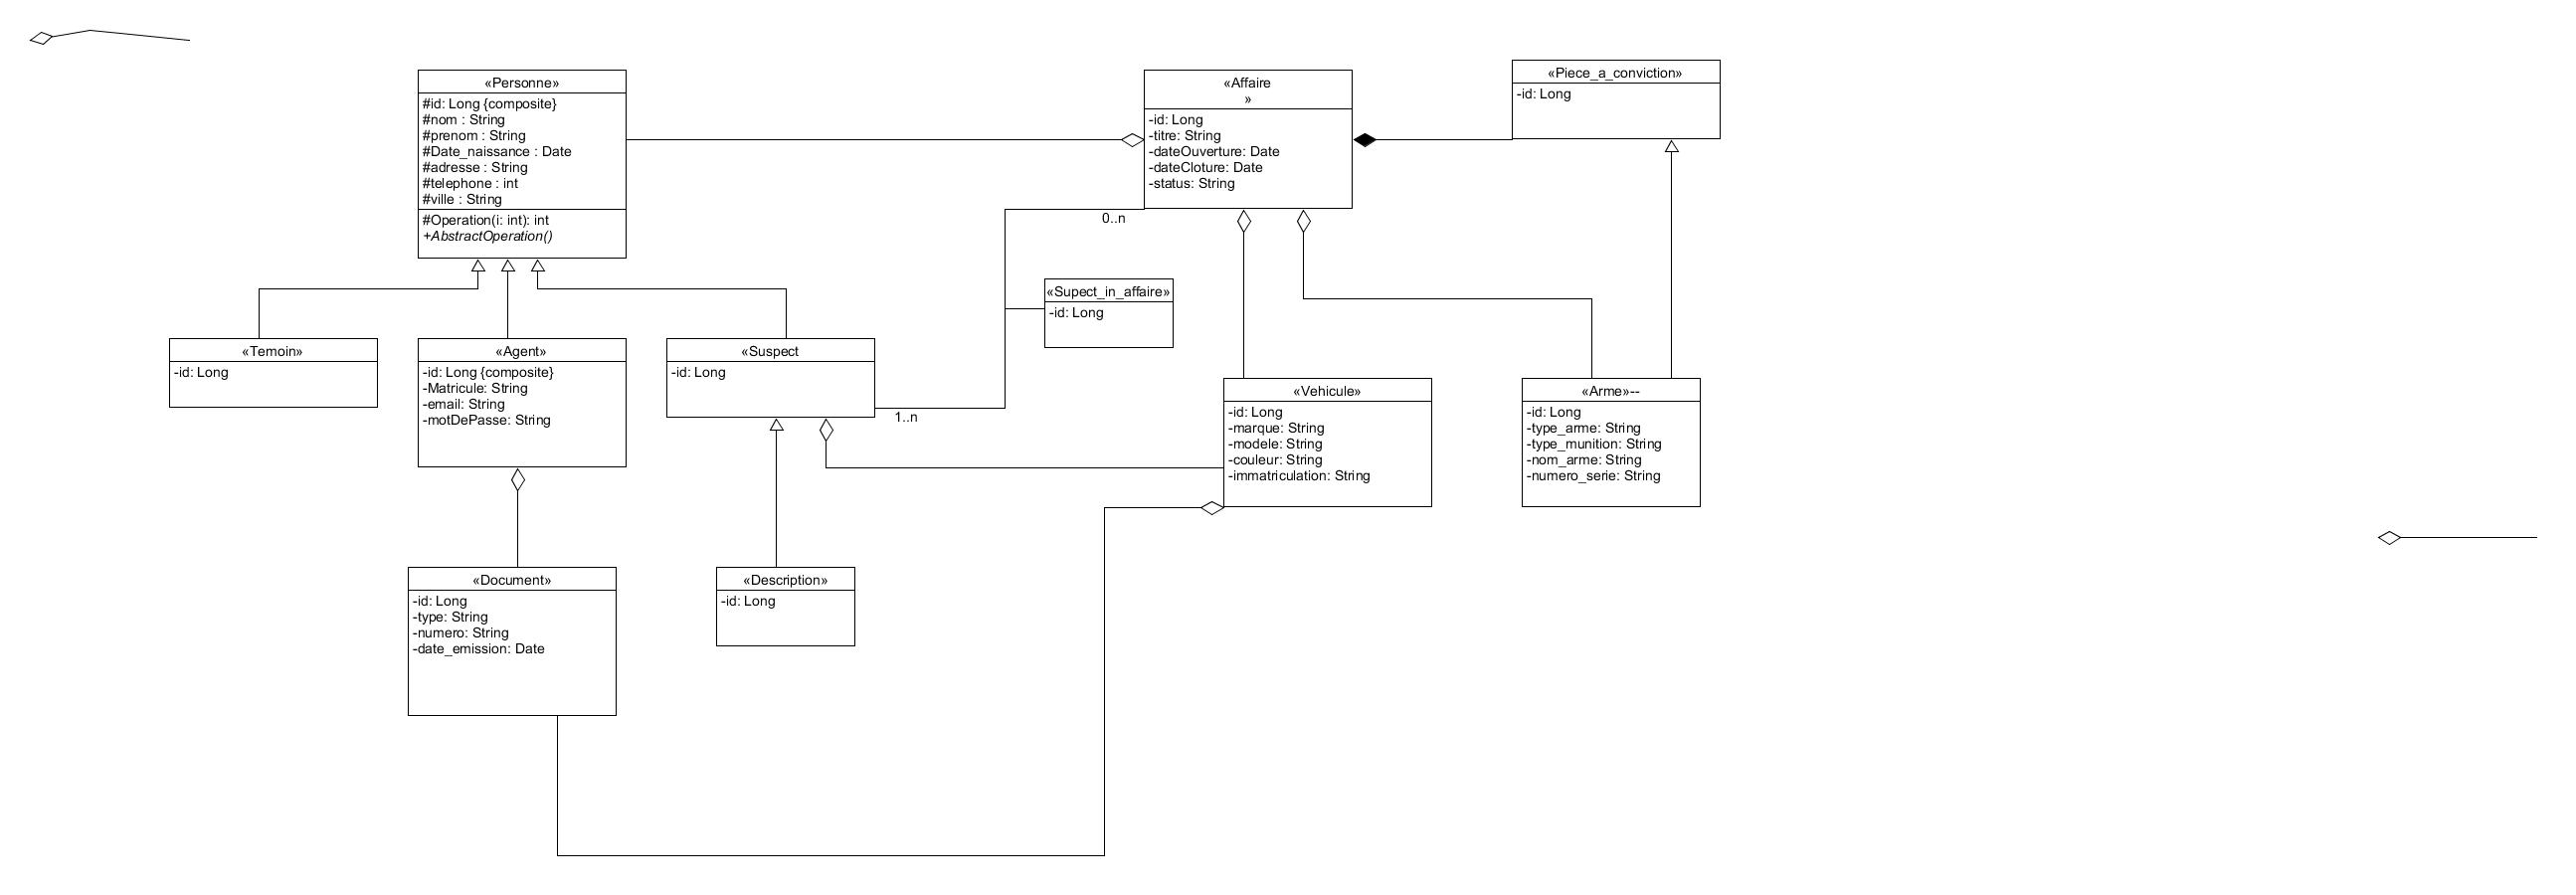 «Personne»
#id: Long {composite}
#nom : String
#prenom : String
#Date_naissance : Date
#adresse : String
#telephone : int
#ville : String
#Operation(i: int): int
+AbstractOperation()
«Affaire
»
-id: Long
-titre: String
-dateOuverture: Date
-dateCloture: Date
-status: String
«Piece_a_conviction»
-id: Long
0..n
«Supect_in_affaire»
-id: Long
«Temoin»
-id: Long
«Agent»
-id: Long {composite}
-Matricule: String
-email: String
-motDePasse: String
«Suspect
-id: Long
1..n
«Vehicule»
-id: Long
-marque: String
-modele: String
-couleur: String
-immatriculation: String
«Arme»--
-id: Long
-type_arme: String
-type_munition: String
-nom_arme: String
-numero_serie: String
«Document»
-id: Long
-type: String
-numero: String
-date_emission: Date
«Description»
-id: Long